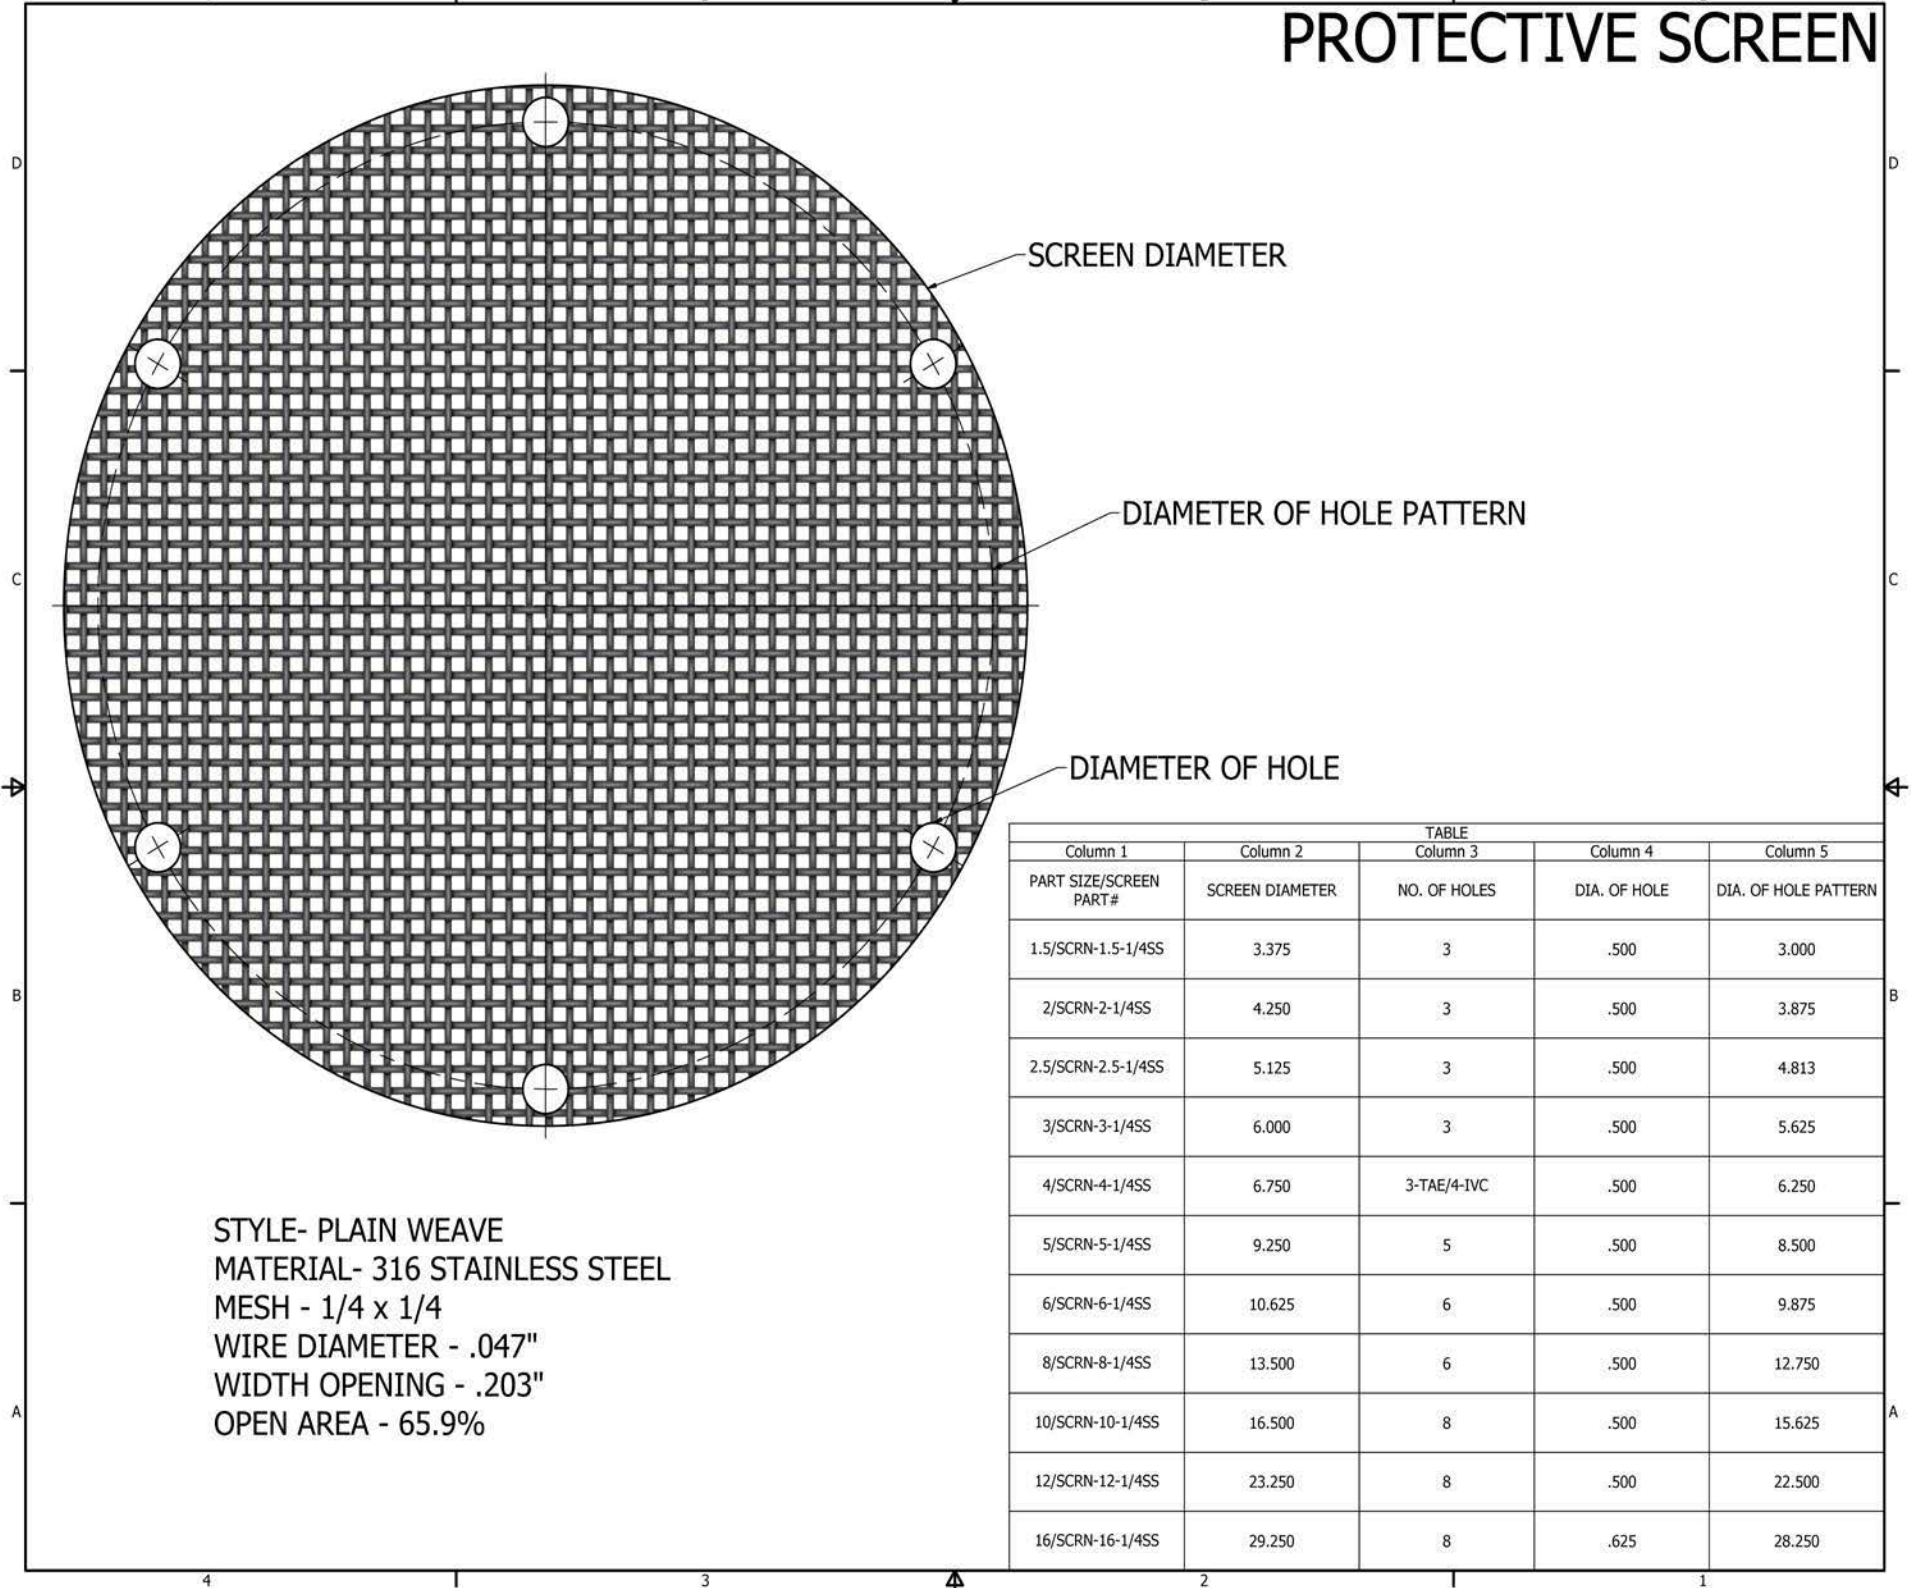 PROTECTIVE SCREEN
D
D
SCREEN DIAMETER
DIAMETER OF HOLE PATTERN
C
C
DIAMETER OF HOLE
TABLE
Column 1 Column 2 Column 3 Column 4 Column 5
PART SIZE/SCREEN
PART# SCREEN DIAMETER NO. OF HOLES DIA. OF HOLE DIA. OF HOLE PATTERN
1.5/SCRN-1.5-1/4SS 3.375 3 .500 3.000
2/SCRN-2-1/4SS 4.250 3 .500 3.875
2.5/SCRN-2.5-1/4SS 5.125 3 .500 4.813
3/SCRN-3-1/4SS 6.000 3 .500 5.625
4/SCRN-4-1/4SS 6.750 3-TAE/4-IVC .500 6.250
5/SCRN-5-1/4SS 9.250 5 .500 8.500
6/SCRN-6-1/4SS 10.625 6 .500 9.875
8/SCRN-8-1/4SS 13.500 6 .500 12.750
10/SCRN-10-1/4SS 16.500 8 .500 15.625
12/SCRN-12-1/4SS 23.250 8 .500 22.500
16/SCRN-16-1/4SS 29.250 8 .625 28.250
B
B
STYLE- PLAIN WEAVE
MATERIAL- 316 STAINLESS STEEL
MESH - 1/4 x 1/4
WIRE DIAMETER - .047"
WIDTH OPENING - .203"
OPEN AREA - 65.9%
A
A
4 3 2 1